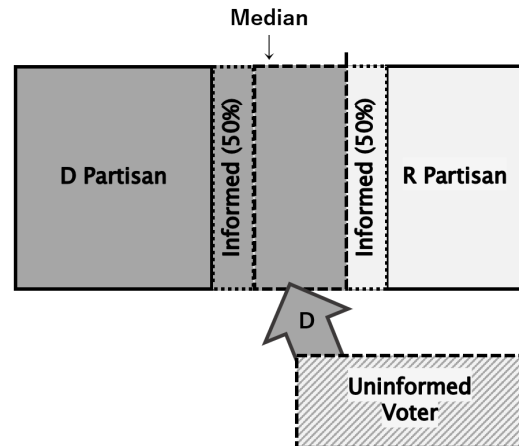 Median
D Partisan
Informed (50%)
Informed (50%)
R Partisan
D
Uninformed
Voter